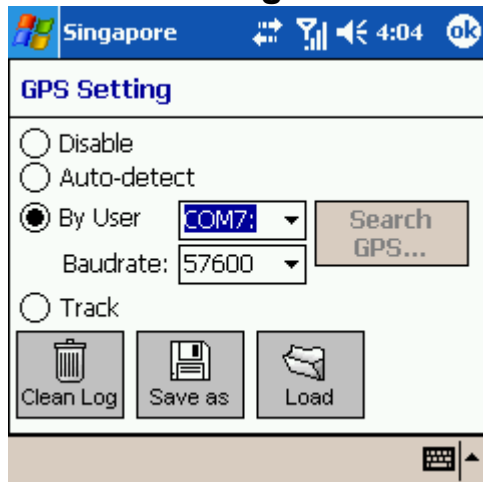 Singapore 4:04 ok
GPS Setting
Disable
Auto-detect
By User COM7: Search GPS...
Baudrate: 57600
Track
Clean Log Save as Load